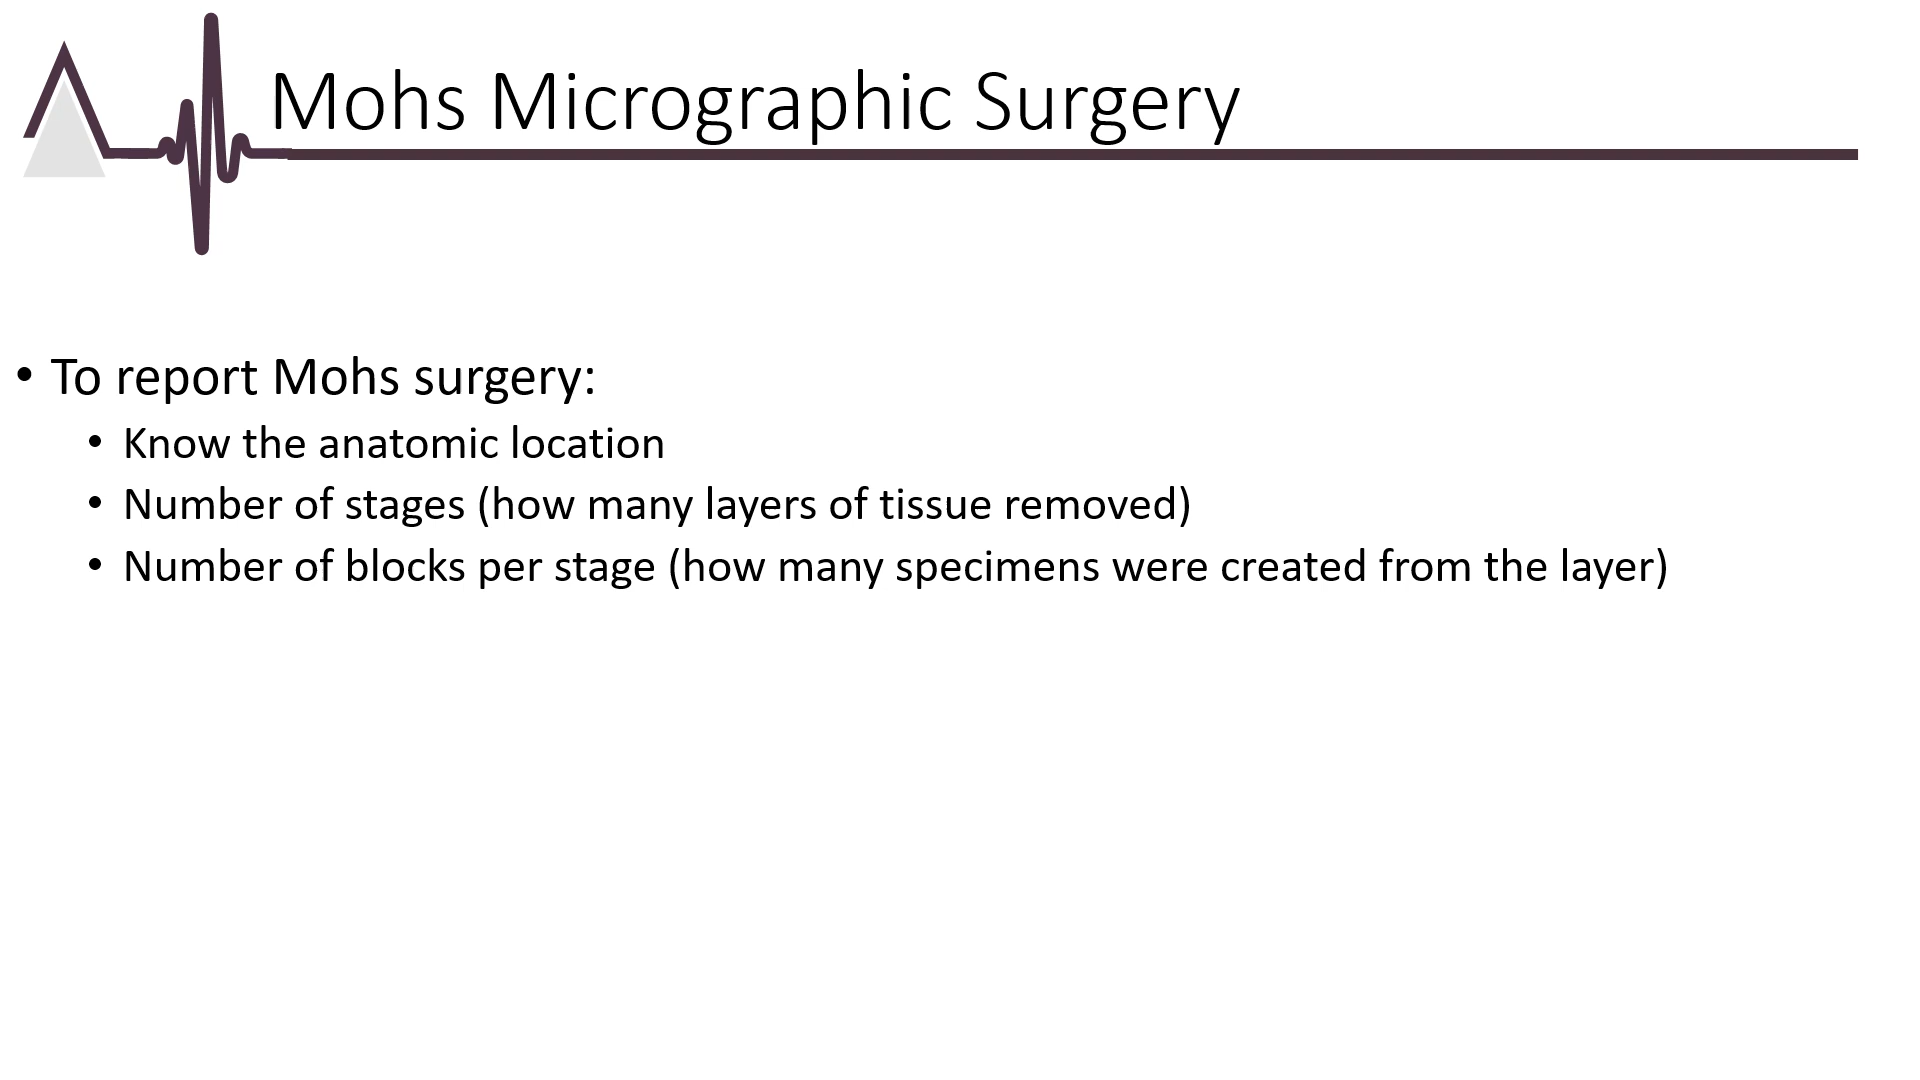 Mohs Micrographic Surgery
• To report Mohs surgery:
• Know the anatomic location
• Number of stages (how many layers of tissue removed)
• Number of blocks per stage (how many specimens were created from the layer)